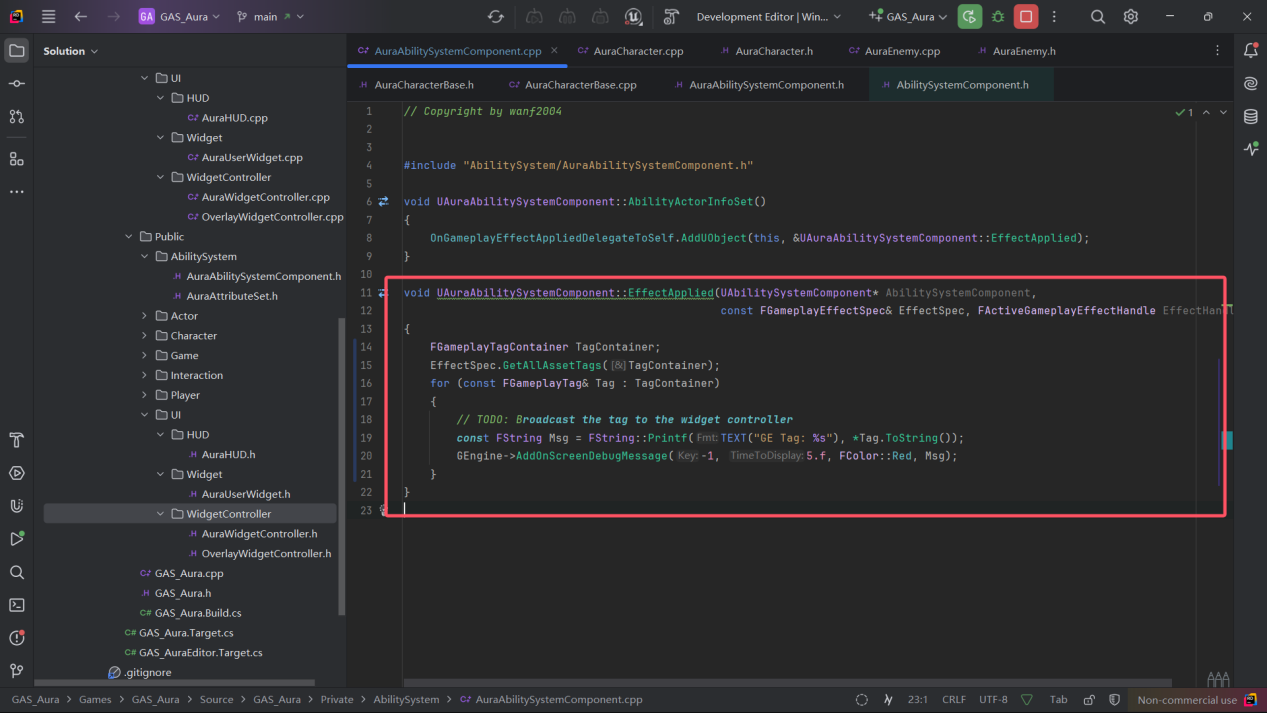 GA GAS_Aura main Development Editor | Win... GAS_Aura
Solution
UI
HUD
AuraHUD.cpp
Widget
AuraUserWidget.cpp
WidgetController
AuraWidgetController.cpp
OverlayWidgetController.cpp
Public
AbilitySystem
AuraAbilitySystemComponent.h
AuraAttributeSet.h
Actor
Character
Game
Interaction
Player
UI
HUD
AuraHUD.h
Widget
AuraUserWidget.h
WidgetController
AuraWidgetController.h
OverlayWidgetController.h
GAS_Aura.cpp
GAS_Aura.h
GAS_Aura.Build.cs
GAS_Aura.Target.cs
GAS_AuraEditor.Target.cs
.gitignore
AuraAbilitySystemComponent.cpp AuraCharacter.cpp AuraCharacter.h AuraEnemy.cpp AuraEnemy.h
AuraCharacterBase.h AuraCharacterBase.cpp AuraAbilitySystemComponent.h AbilitySystemComponent.h
1 // Copyright by wanf2004 1
2
3
4 #include "AbilitySystem/AuraAbilitySystemComponent.h"
5
6 void UAuraAbilitySystemComponent::AbilityActorInfoSet()
7 {
8 OnGameplayEffectAppliedDelegateToSelf.AddUObject(this, &UAuraAbilitySystemComponent::EffectApplied);
9 }
10
11 void UAuraAbilitySystemComponent::EffectApplied(UAbilitySystemComponent* AbilitySystemComponent,
12 const FGameplayEffectSpec& EffectSpec, FActiveGameplayEffectHandle EffectHandl
13 {
14 FGameplayTagContainer TagContainer;
15 EffectSpec.GetAllAssetTags([&]TagContainer);
16 for (const FGameplayTag& Tag : TagContainer)
17 {
18 // TODO: Broadcast the tag to the widget controller
19 const FString Msg = FString::Printf(Fmt: TEXT("GE Tag: %s"), *Tag.ToString());
20 GEngine->AddOnScreenDebugMessage(Key: -1, TimeToDisplay: 5.f, FColor::Red, Msg);
21 }
22 }
23
GAS_Aura > Games > GAS_Aura > Source > GAS_Aura > Private > AbilitySystem > AuraAbilitySystemComponent.cpp 23:1 CRLF UTF-8 Tab Non-commercial use